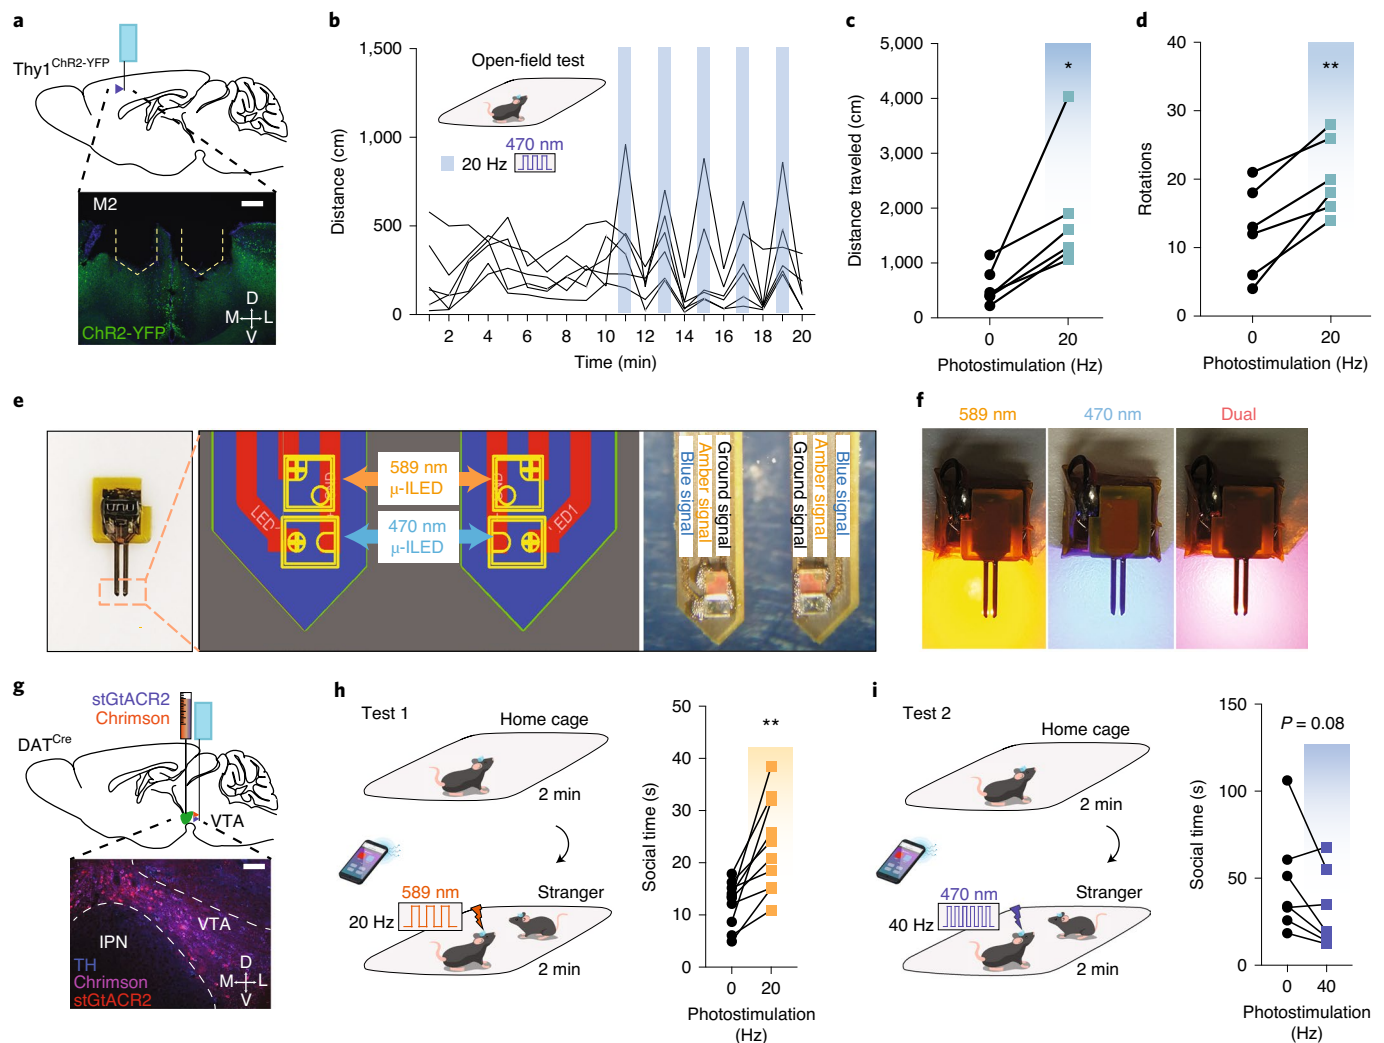 a
Thy1ChR2-YFP
M2
D
M L
V
ChR2-YFP
b
1,500
1,000
500
0
Distance (cm)
Open-field test
470 nm
20 Hz
2 4 6 8 10 12 14 16 18 20
Time (min)
c
5,000
4,000
3,000
2,000
1,000
0
Distance traveled (cm)
*
0 20
Photostimulation (Hz)
d
40
30
20
10
0
Rotations
**
0 20
Photostimulation (Hz)
e
589 nm
μ-ILED
470 nm
μ-ILED
LED1
Blue signal
Amber signal
Ground signal
Ground signal
Amber signal
Blue signal
f
589 nm 470 nm Dual
g
stGtACR2
Chrimson
DATCre
VTA
VTA
IPN
TH
Chrimson
stGtACR2
D
M L
V
h
Test 1
Home cage
2 min
589 nm
20 Hz
Stranger
2 min
50
40
30
20
10
0
Social time (s)
**
0 20
Photostimulation
(Hz)
i
Test 2
Home cage
2 min
470 nm
40 Hz
Stranger
2 min
150
100
50
0
Social time (s)
P = 0.08
0 40
Photostimulation
(Hz)